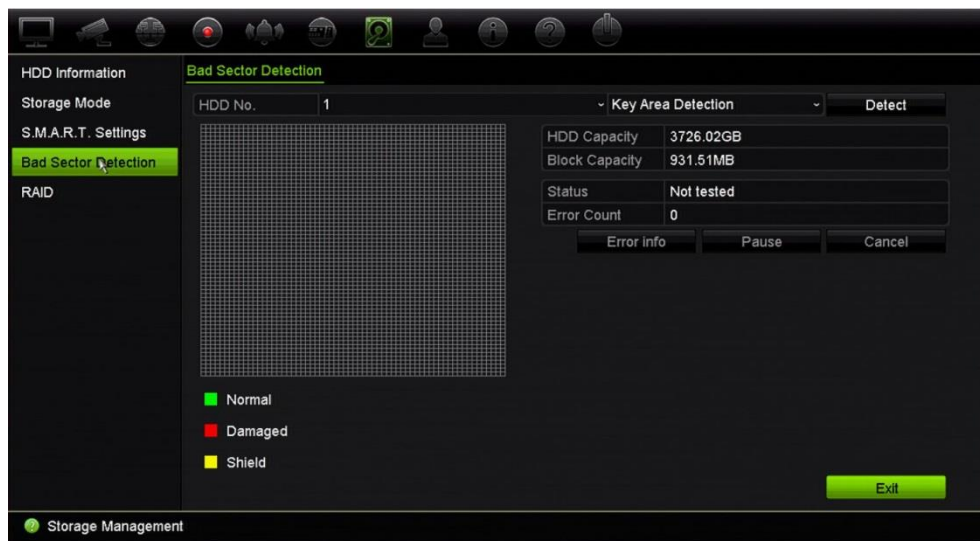 HDD Information
Storage Mode
S.M.A.R.T. Settings
Bad Sector Detection
RAID
Bad Sector Detection
HDD No. 1 Key Area Detection Detect
HDD Capacity 3726.02GB
Block Capacity 931.51MB
Status Not tested
Error Count 0
Error info Pause Cancel
Normal
Damaged
Shield
Exit
Storage Management